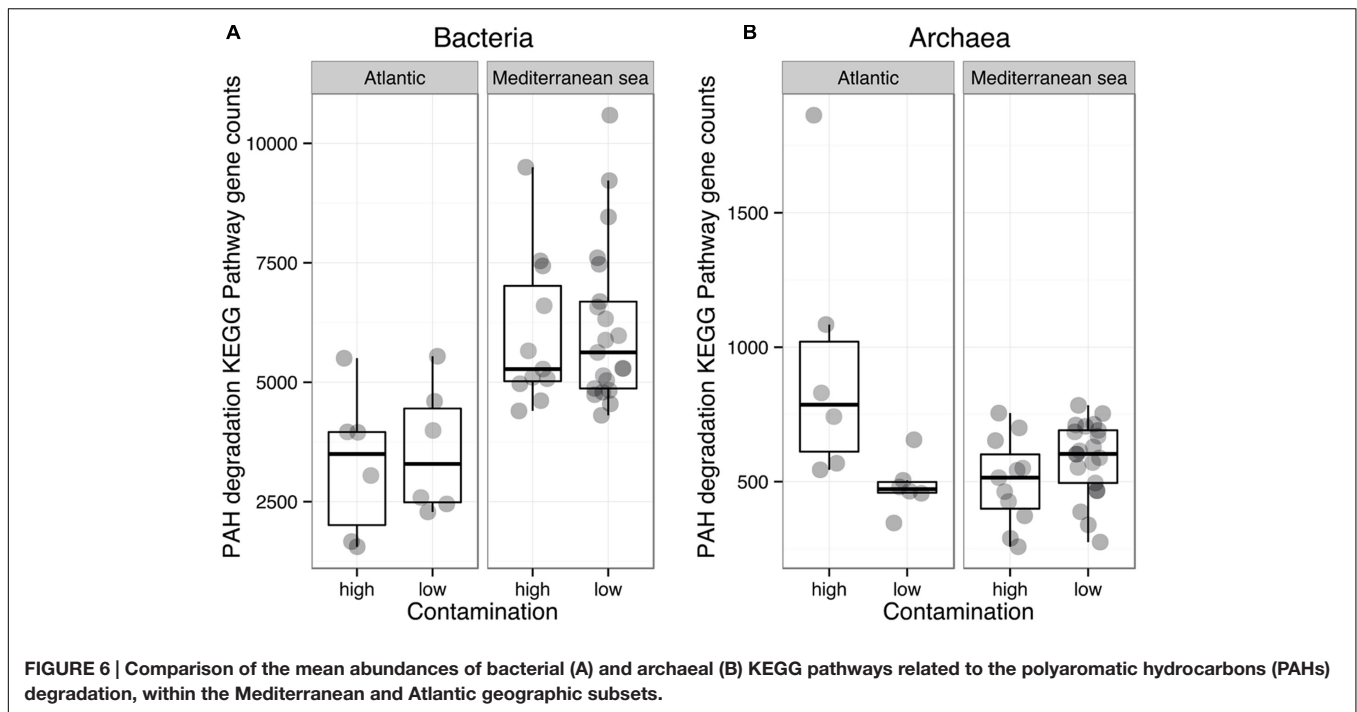 A
Bacteria
Atlantic
Mediterranean sea
PAH degradation KEGG Pathway gene counts
10000
7500
5000
2500
high
low
high
low
Contamination
B
Archaea
Atlantic
Mediterranean sea
PAH degradation KEGG Pathway gene counts
1500
1000
500
high
low
high
low
Contamination
FIGURE 6 | Comparison of the mean abundances of bacterial (A) and archaeal (B) KEGG pathways related to the polyaromatic hydrocarbons (PAHs)
degradation, within the Mediterranean and Atlantic geographic subsets.